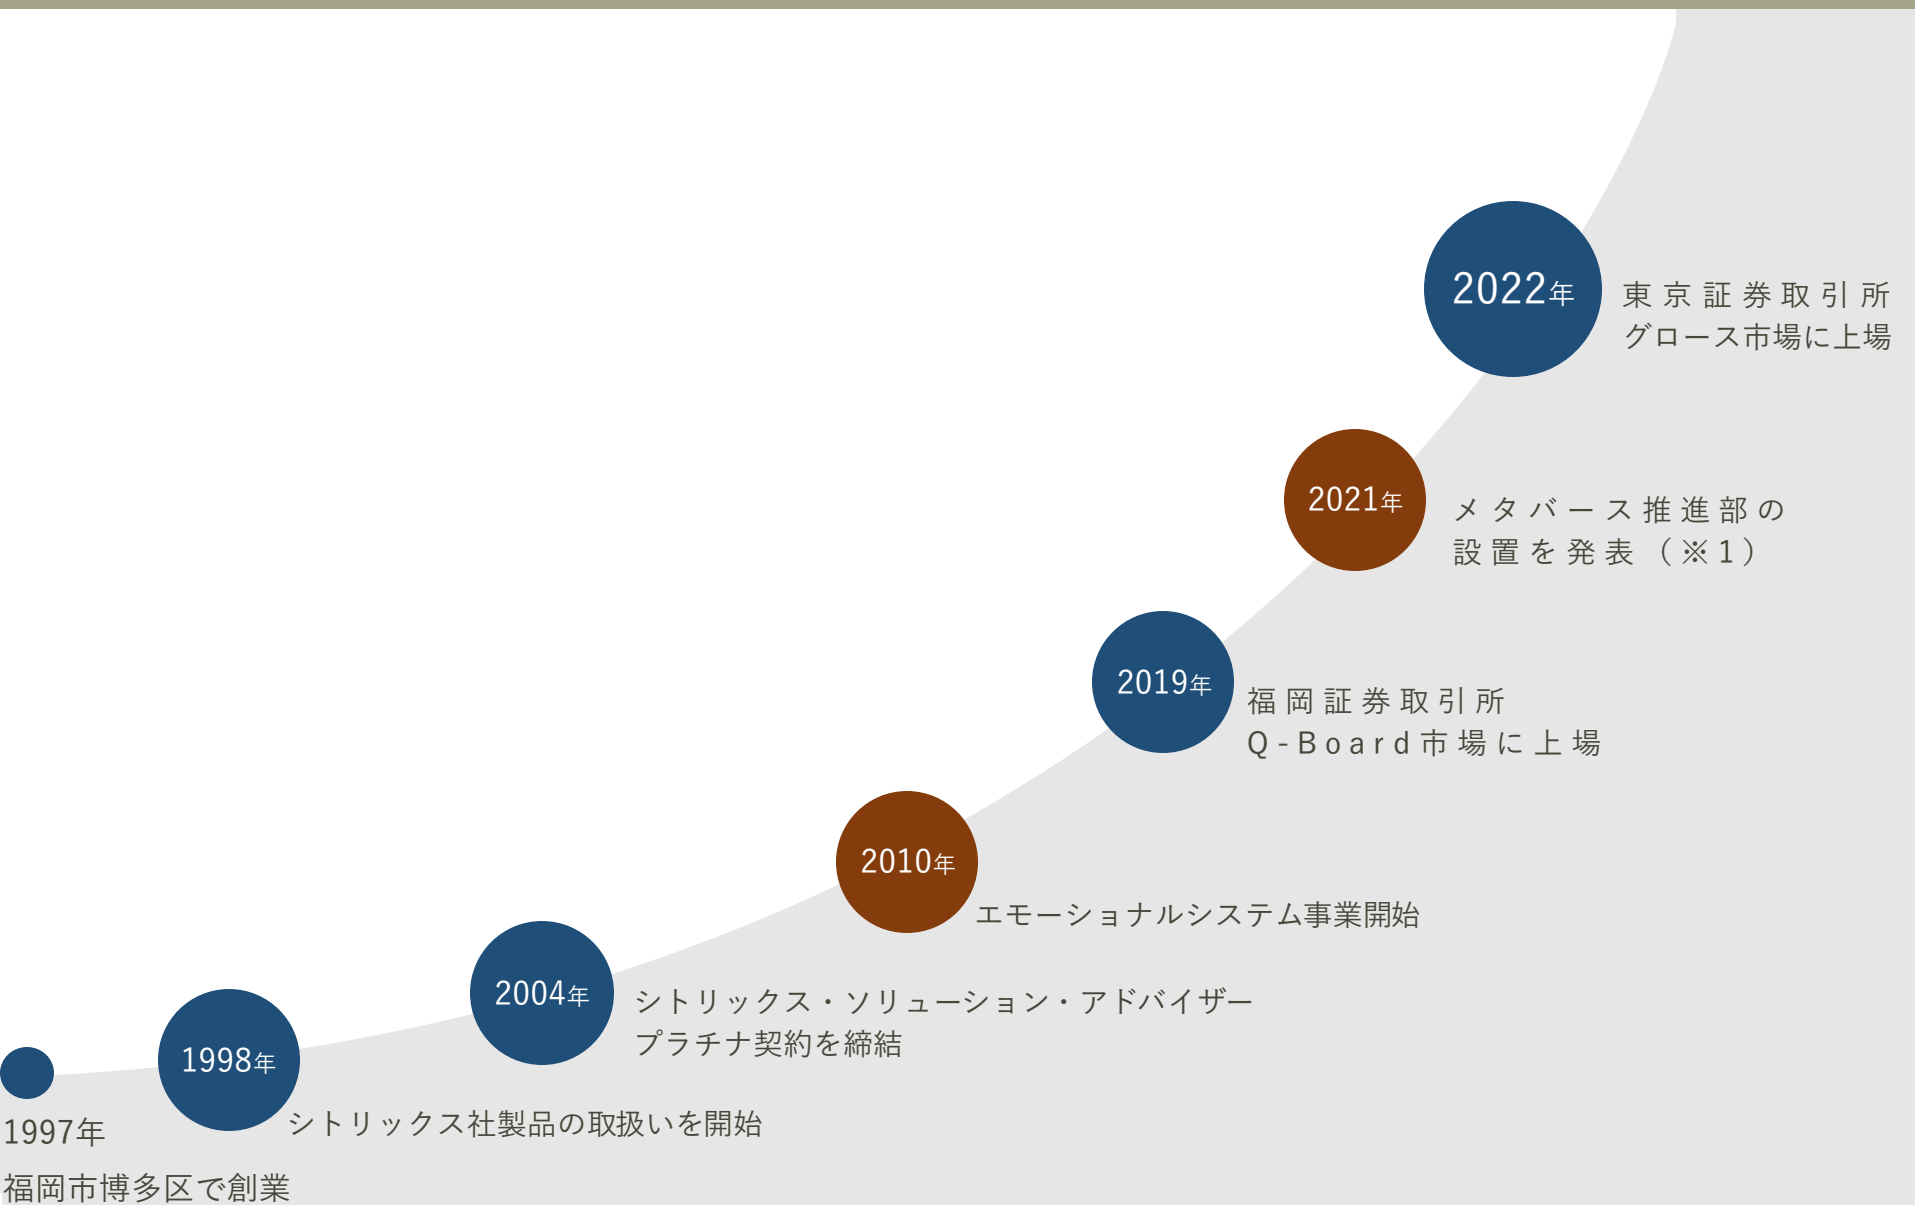 2022年
東京証券取引所
グロース市場に上場
2021年
メタバース推進部の
設置を発表（※1）
2019年
福岡証券取引所
Q-Board市場に上場
2010年
エモーショナルシステム事業開始
2004年
シトリックス・ソリューション・アドバイザー
プラチナ契約を締結
1998年
シトリックス社製品の取扱いを開始
1997年
福岡市博多区で創業